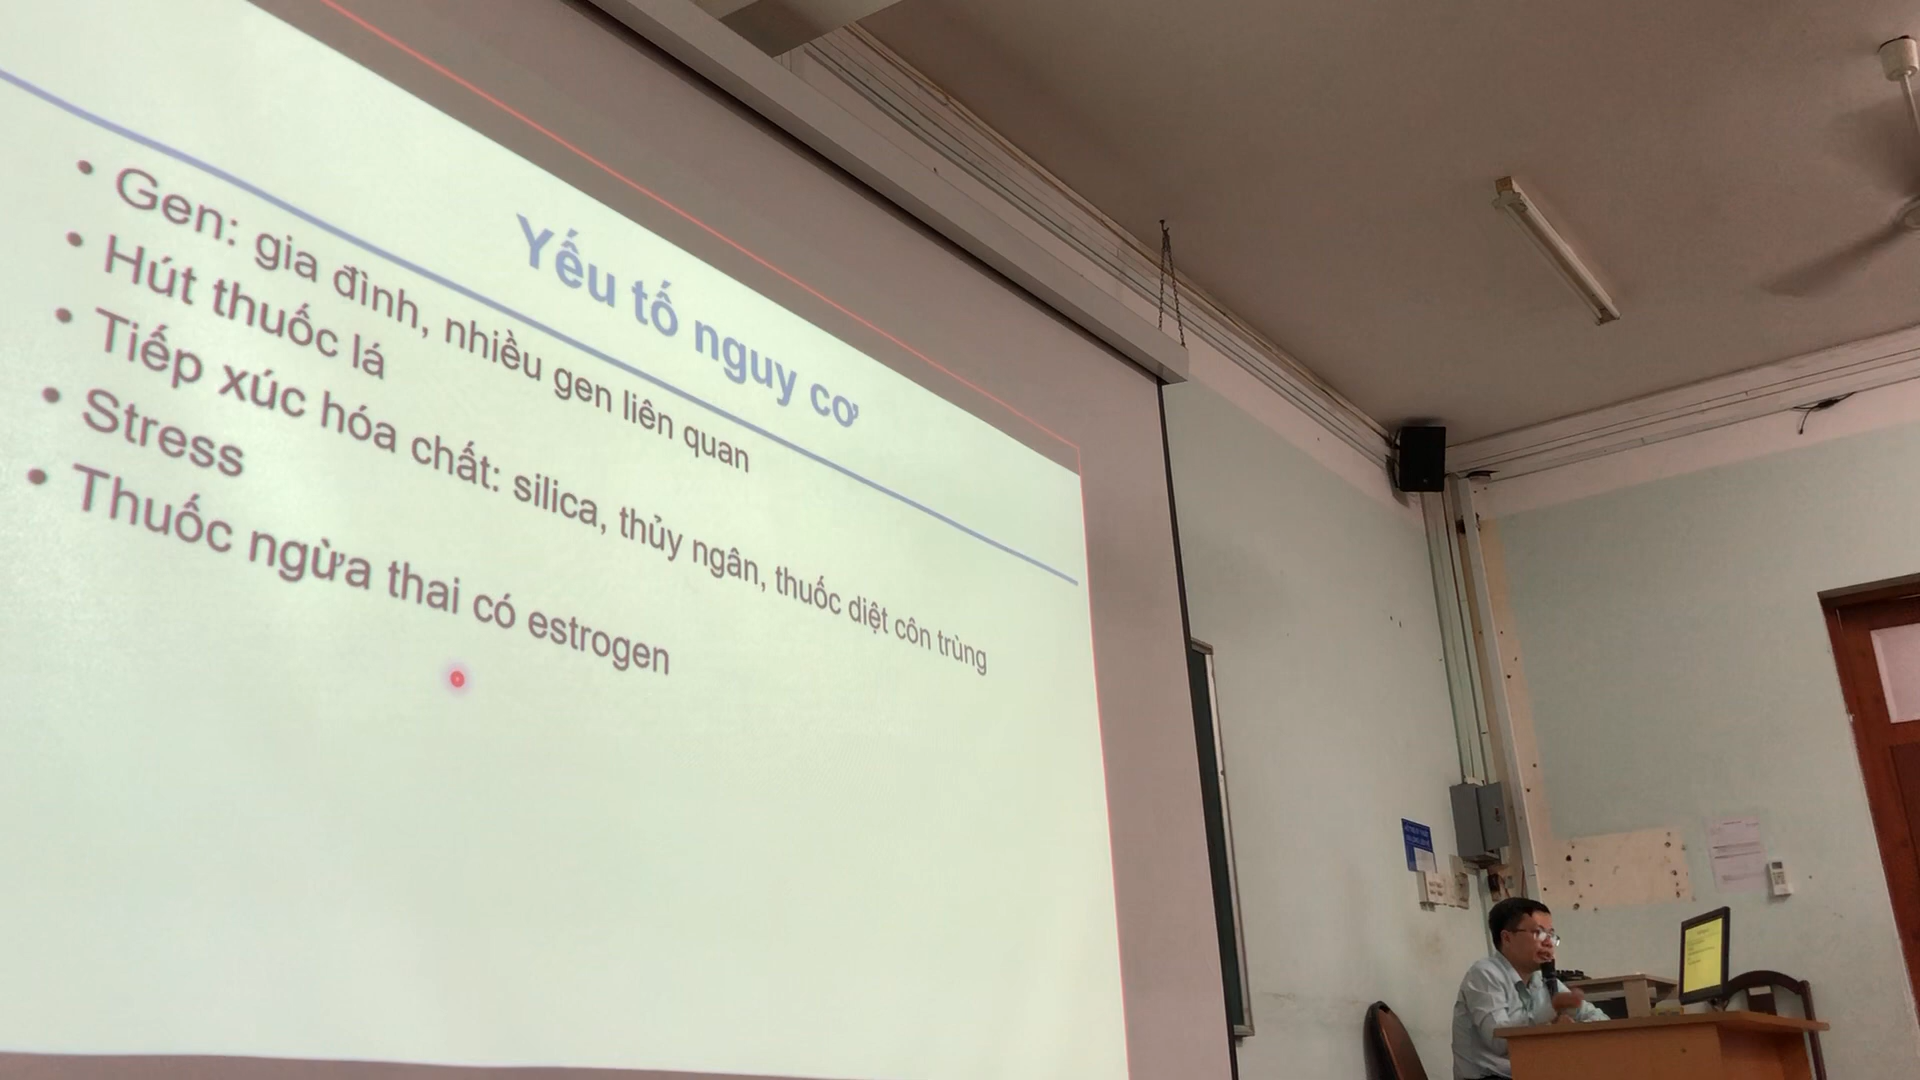 Yếu tố nguy cơ
• Gen: gia đình, nhiều gen liên quan
• Hút thuốc lá
• Tiếp xúc hóa chất: silica, thủy ngân, thuốc diệt côn trùng
• Stress
• Thuốc ngừa thai có estrogen